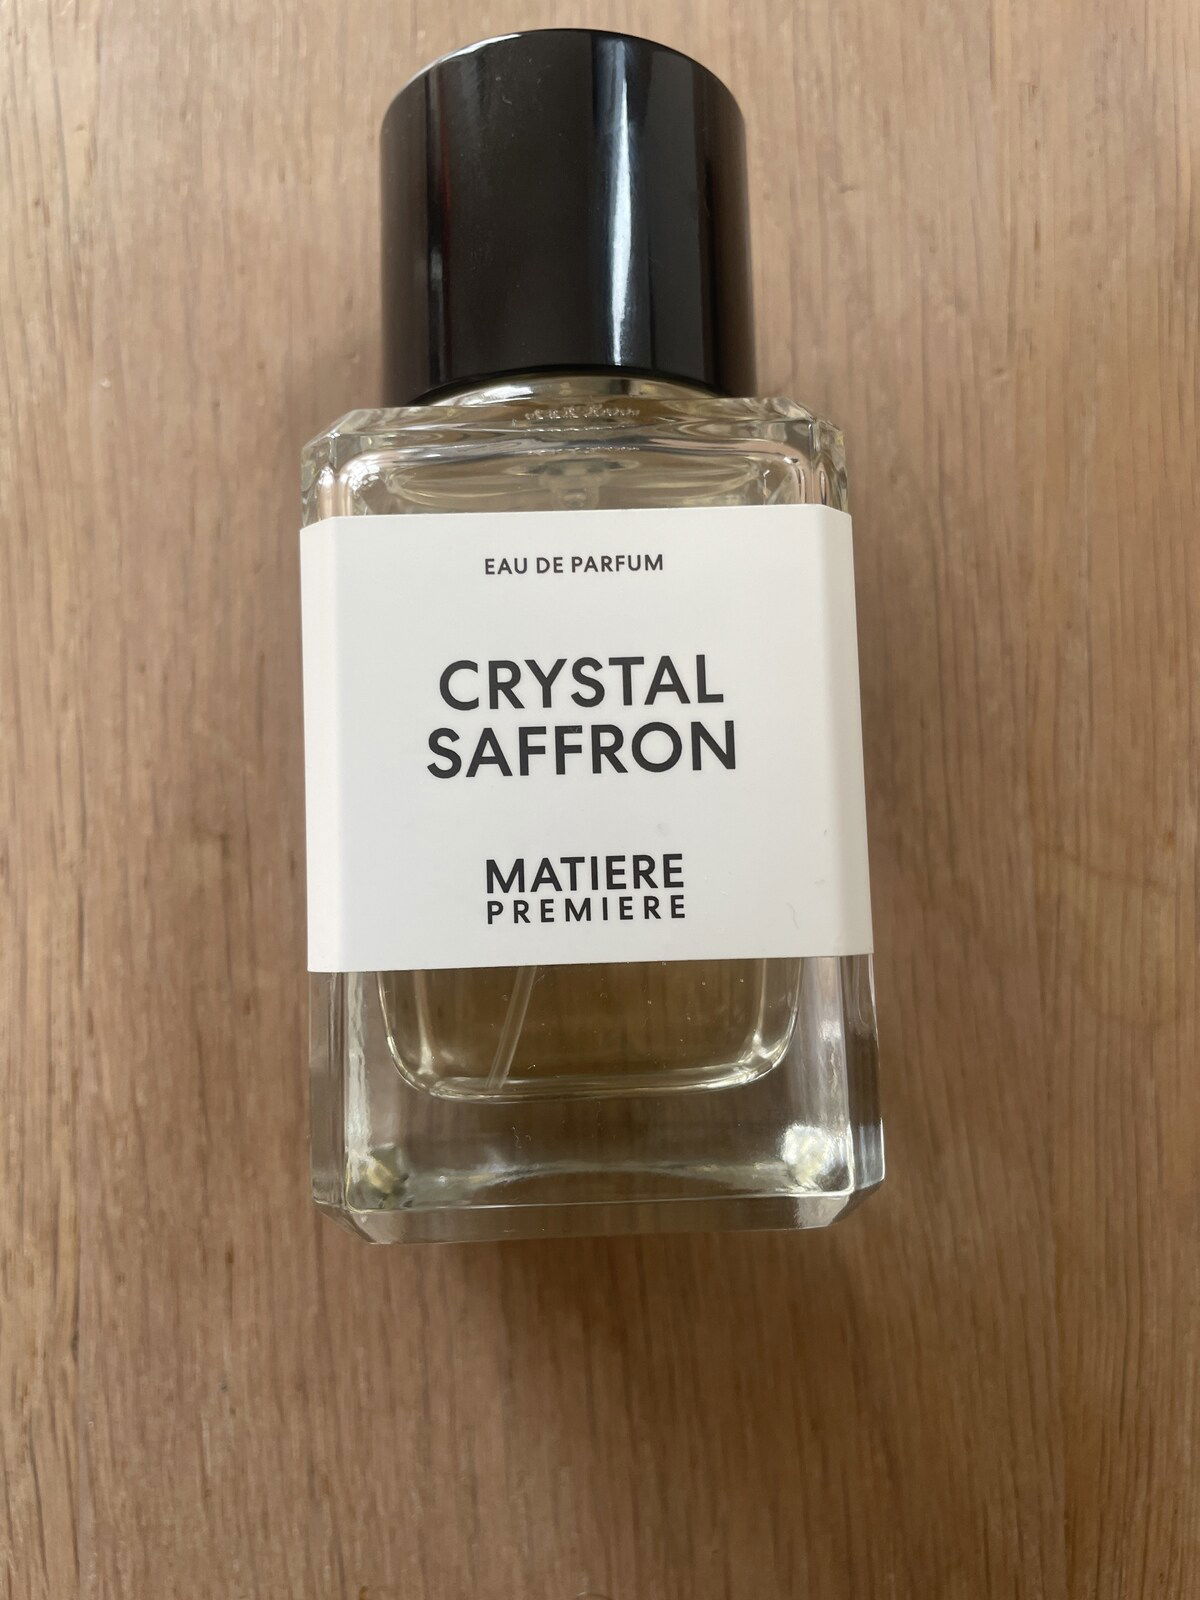 EAU DE PARFUM
CRYSTAL
SAFFRON
MATIERE
PREMIERE